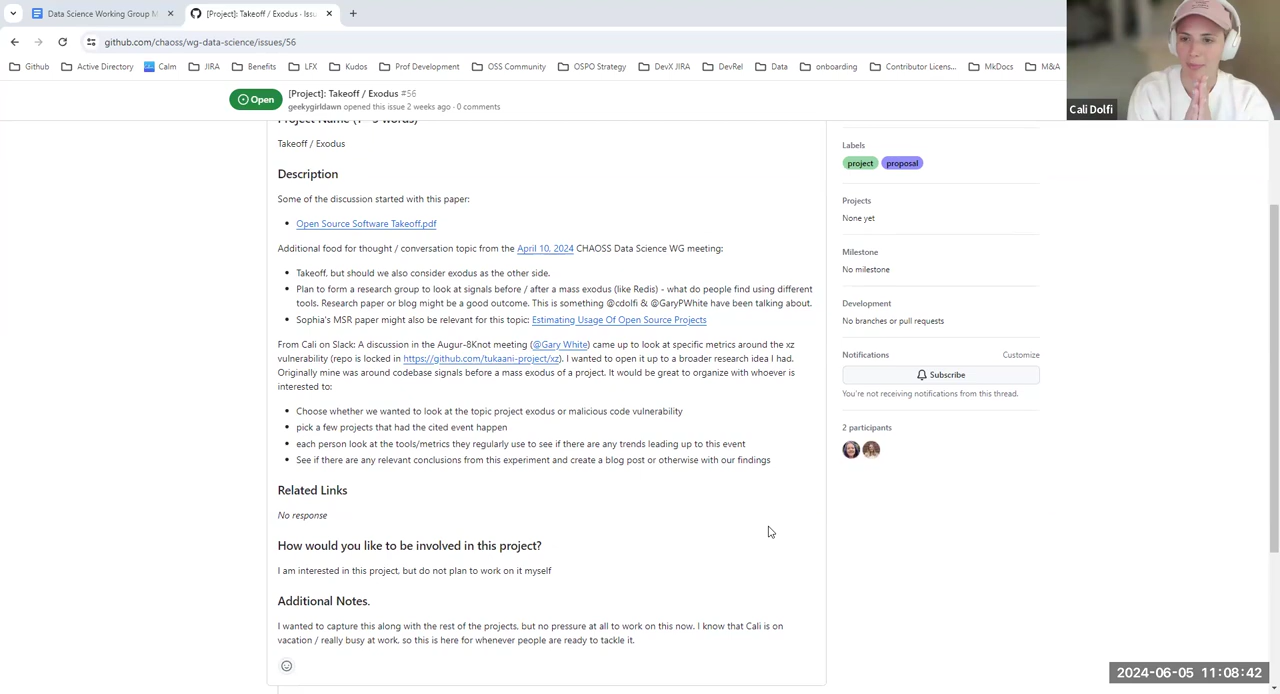 Data Science Working Group M
[Project]: Takeoff / Exodus · Issu
github.com/chaoss/wg-data-science/issues/56
Github
Active Directory
Calm
JIRA
Benefits
LFX
Kudos
Prof Development
OSS Community
OSPO Strategy
DevX JIRA
DevRel
Data
onboarding
Contributor Licens...
MkDocs
M&A
Cali Dolfi
Open
[Project]: Takeoff / Exodus #56
geekygirldawn opened this issue 2 weeks ago · 0 comments
Project Name (1 - 5 words)
Takeoff / Exodus
Description
Some of the discussion started with this paper:
• Open Source Software Takeoff.pdf
Additional food for thought / conversation topic from the April 10, 2024 CHAOSS Data Science WG meeting:
• Takeoff, but should we also consider exodus as the other side.
• Plan to form a research group to look at signals before / after a mass exodus (like Redis) - what do people find using different
tools. Research paper or blog might be a good outcome. This is something @cdolfi & @GaryPWhite have been talking about.
• Sophia's MSR paper might also be relevant for this topic: Estimating Usage Of Open Source Projects
From Cali on Slack: A discussion in the Augur-8Knot meeting (@Gary White) came up to look at specific metrics around the xz
vulnerability (repo is locked in https://github.com/tukaani-project/xz). I wanted to open it up to a broader research idea I had.
Originally mine was around codebase signals before a mass exodus of a project. It would be great to organize with whoever is
interested to:
• Choose whether we wanted to look at the topic project exodus or malicious code vulnerability
• pick a few projects that had the cited event happen
• each person look at the tools/metrics they regularly use to see if there are any trends leading up to this event
• See if there are any relevant conclusions from this experiment and create a blog post or otherwise with our findings
Related Links
No response
How would you like to be involved in this project?
I am interested in this project, but do not plan to work on it myself
Additional Notes.
I wanted to capture this along with the rest of the projects, but no pressure at all to work on this now. I know that Cali is on
vacation / really busy at work, so this is here for whenever people are ready to tackle it.
Labels
project
proposal
Projects
None yet
Milestone
No milestone
Development
No branches or pull requests
Notifications
Customize
Subscribe
You're not receiving notifications from this thread.
2 participants
2024-06-05 11:08:42